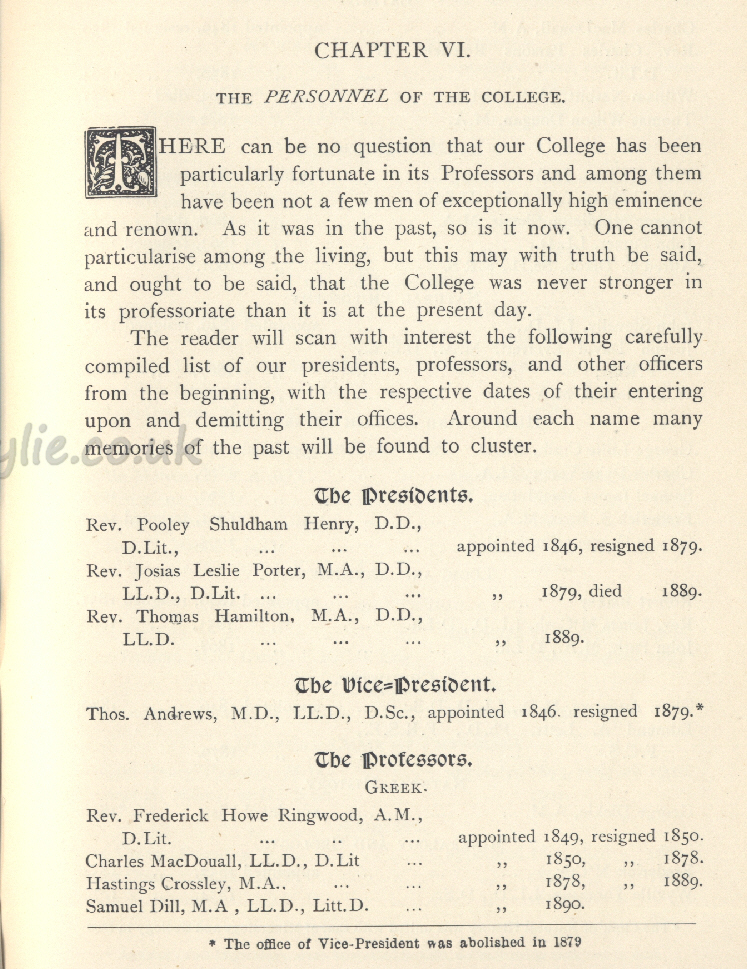 CHAPTER VI.
THE PERSONNEL OF THE COLLEGE.
THERE can be no question that our College has been
particularly fortunate in its Professors and among them
have been not a few men of exceptionally high eminence
and renown. As it was in the past, so is it now. One cannot
particularise among the living, but this may with truth be said,
and ought to be said, that the College was never stronger in
its professoriate than it is at the present day.
The reader will scan with interest the following carefully
compiled list of our presidents, professors, and other officers
from the beginning, with the respective dates of their entering
upon and demitting their offices. Around each name many
memories of the past will be found to cluster.
ylie.co.uk
The Presidents.
Rev. Pooley Shuldham Henry, D.D.,
D.Lit., ... ... ... appointed 1846, resigned 1879.
Rev. Josias Leslie Porter, M.A., D.D.,
LL.D., D.Lit. ... ... ... ,, 1879, died 1889.
Rev. Thomas Hamilton, M.A., D.D.,
LL.D. ... ... ... ,, 1889.
The Vice-President.
Thos. Andrews, M.D., LL.D., D.Sc., appointed 1846. resigned 1879.*
The Professors.
GREEK.
Rev. Frederick Howe Ringwood, A.M.,
D.Lit. ... .. ... appointed 1849, resigned 1850.
Charles MacDouall, LL.D., D.Lit ... ,, 1850, ,, 1878.
Hastings Crossley, M.A.. ... ... ,, 1878, ,, 1889.
Samuel Dill, M.A , LL.D., Litt.D. ... ,, 1890.
* The office of Vice-President was abolished in 1879